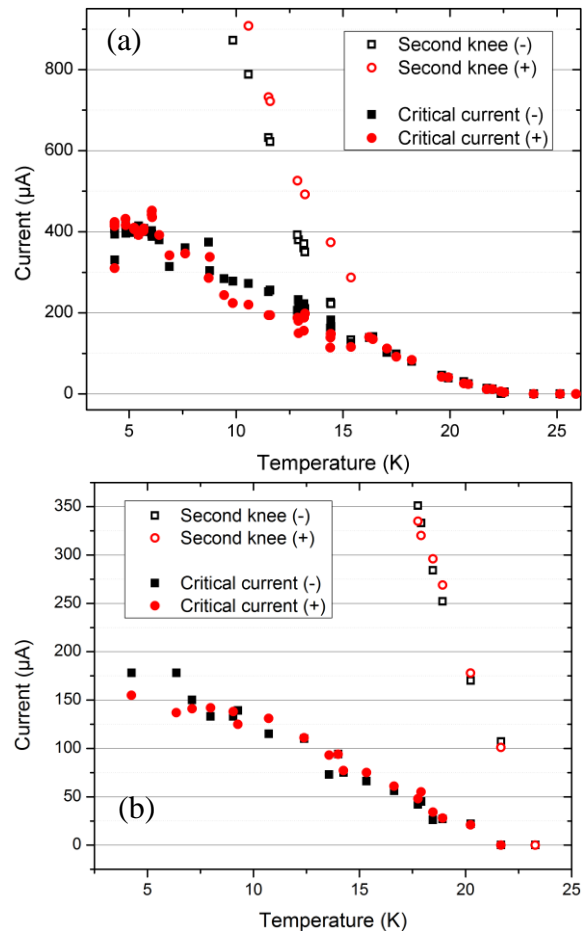 (a)
Second knee (-)
Second knee (+)
Critical current (-)
Critical current (+)
800
600
400
200
0
Current (µA)
5
10
15
20
25
Temperature (K)
Second knee (-)
Second knee (+)
Critical current (-)
Critical current (+)
350
300
250
200
150
100
50
0
Current (µA)
(b)
5
10
15
20
25
Temperature (K)